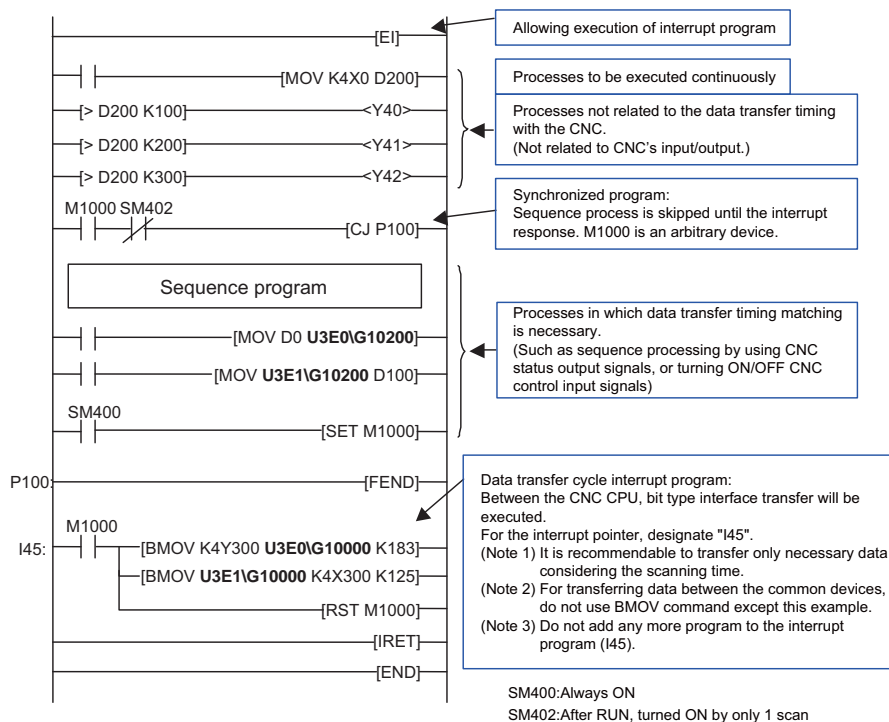 [EI]
Allowing execution of interrupt program
[MOV K4X0 D200]
Processes to be executed continuously
[> D200 K100]
<Y40>
[> D200 K200]
<Y41>
[> D200 K300]
<Y42>
Processes not related to the data transfer timing
with the CNC.
(Not related to CNC's input/output.)
M1000 SM402
[CJ P100]
Synchronized program:
Sequence process is skipped until the interrupt
response. M1000 is an arbitrary device.
Sequence program
[MOV D0 U3E0\G10200]
[MOV U3E1\G10200 D100]
Processes in which data transfer timing matching
is necessary.
(Such as sequence processing by using CNC
status output signals, or turning ON/OFF CNC
control input signals)
SM400
[SET M1000]
P100:
[FEND]
M1000
I45:
[BMOV K4Y300 U3E0\G10000 K183]
[BMOV U3E1\G10000 K4X300 K125]
[RST M1000]
[IRET]
[END]
Data transfer cycle interrupt program:
Between the CNC CPU, bit type interface transfer will be
executed.
For the interrupt pointer, designate "I45".
(Note 1) It is recommendable to transfer only necessary data
considering the scanning time.
(Note 2) For transferring data between the common devices,
do not use BMOV command except this example.
(Note 3) Do not add any more program to the interrupt
program (I45).
SM400:Always ON
SM402:After RUN, turned ON by only 1 scan